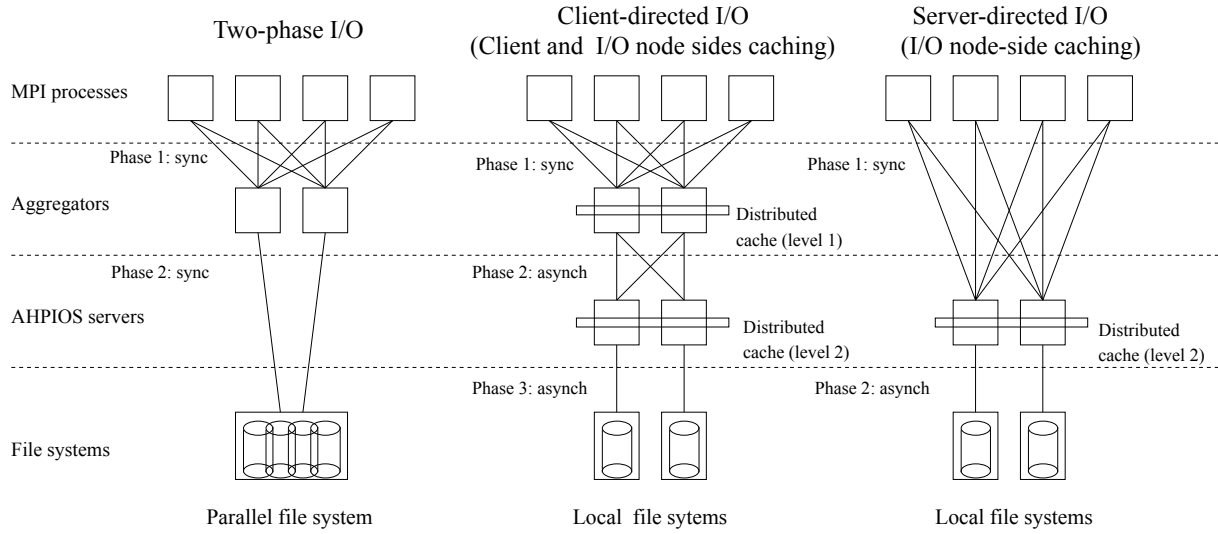 Two-phase I/O
Client-directed I/O
(Client and I/O node sides caching)
Server-directed I/O
(I/O node-side caching)
MPI processes
Phase 1: sync
Phase 1: sync
Phase 1: sync
Aggregators
Distributed
cache (level 1)
Phase 2: sync
Phase 2: asynch
AHPIOS servers
Distributed
cache (level 2)
Distributed
cache (level 2)
Phase 3: asynch
Phase 2: asynch
File systems
Parallel file system
Local file sytems
Local file systems